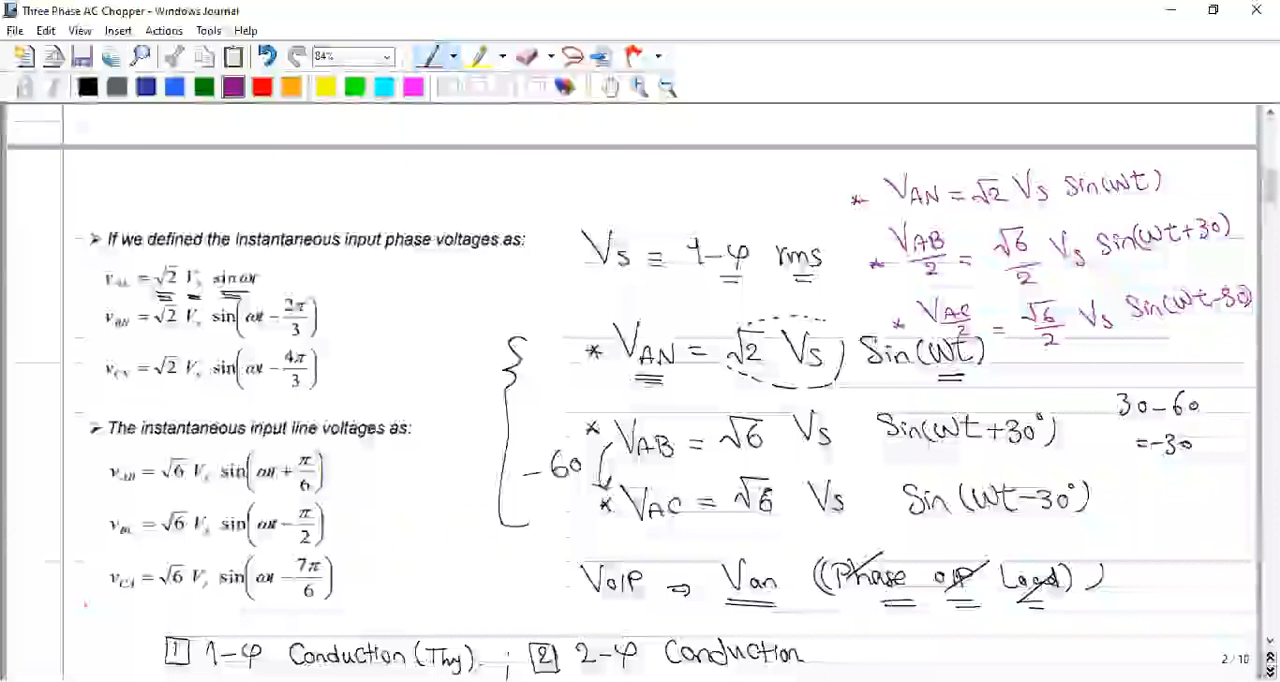 Three Phase AC Chopper - Windows Journal
File Edit View Insert Actions Tools Help
84%
➤ If we defined the instantaneous input phase voltages as:
v_AN = √2 V_s sin ωt
v_BN = √2 V_s sin(ωt - 2π/3)
v_CN = √2 V_s sin(ωt - 4π/3)
➤ The instantaneous input line voltages as:
v_AB = √6 V_s sin(ωt + π/6)
v_BC = √6 V_s sin(ωt - π/2)
v_CA = √6 V_s sin(ωt - 7π/6)
* V_AN = √2 V_s Sin(ωt)
* V_AB/2 = √6/2 V_s Sin(ωt+30)
* V_AC/2 = √6/2 V_s Sin(ωt-30)
V_s ≡ 1-φ rms
* V_AN = √2 V_s Sin(ωt)
* V_AB = √6 V_s Sin(ωt+30°)
30-60
=-30
-60
* V_AC = √6 V_s Sin(ωt-30°)
Vo/P ⇒ Van ((Phase o/P Load))
1 1-φ Conduction (Thy) ; 2 2-φ Conduction
2 / 10